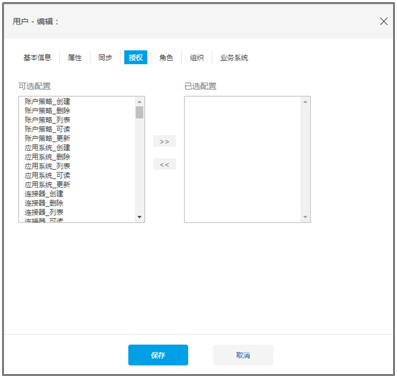 用户 - 编辑：
基本信息 属性 同步 授权 角色 组织 业务系统
可选配置 已选配置
账户策略_创建
账户策略_删除
账户策略_列表
账户策略_可读
账户策略_更新
应用系统_创建
应用系统_删除
应用系统_列表
应用系统_可读
应用系统_更新
连接器_创建
连接器_删除
连接器_列表
连接器_可读
>>
<<
保存 取消